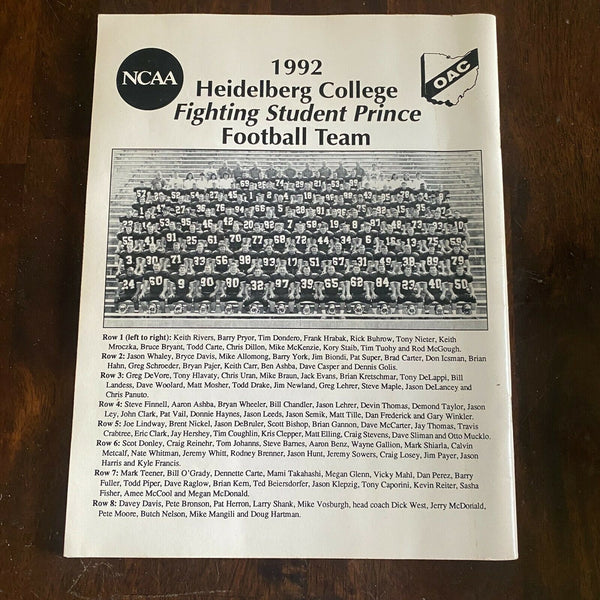 NCAA
1992
OAC
Heidelberg College
Fighting Student Prince
Football Team
Row 1 (left to right): Keith Rivers, Barry Pryor, Tim Dondero, Frank Hrabak, Rick Buhrow, Tony Nieter, Keith
Mroczka, Bruce Bryant, Todd Carte, Chris Dillon, Mike McKenzie, Kory Staib, Tim Tuohy and Rod McGough.
Row 2: Jason Whaley, Bryce Davis, Mike Allomong, Barry York, Jim Biondi, Pat Super, Brad Carter, Don Icsman, Brian
Hahn, Greg Schroeder, Bryan Pajer, Keith Carr, Ben Ashba, Dave Casper and Dennis Golis.
Row 3: Greg DeVore, Tony Hlavaty, Chris Uran, Mike Braun, Jack Evans, Brian Kretschmar, Tony DeLappi, Bill
Landess, Dave Woolard, Matt Mosher, Todd Drake, Jim Newland, Greg Lehrer, Steve Maple, Jason DeLancey and
Chris Panuto.
Row 4: Steve Finnell, Aaron Ashba, Bryan Wheeler, Bill Chandler, Jason Lehrer, Devin Thomas, Demond Taylor, Jason
Ley, John Clark, Pat Vail, Donnie Haynes, Jason Leeds, Jason Semik, Matt Tille, Dan Frederick and Gary Winkler.
Row 5: Joe Lindway, Brent Nickel, Jason DeBruler, Scott Bishop, Brian Gannon, Dave McCarter, Jay Thomas, Travis
Crabtree, Eric Clark, Jay Hershey, Tim Coughlin, Kris Clepper, Matt Elling, Craig Stevens, Dave Sliman and Otto Mucklo.
Row 6: Scot Donley, Craig Reinehr, Tom Johanns, Steve Barnes, Aaron Benz, Wayne Gallion, Mark Shiarla, Calvin
Metcalf, Nate Whitman, Jeremy Whitt, Rodney Brenner, Jason Hunt, Jeremy Sowers, Craig Losey, Jim Payer, Jason
Harris and Kyle Francis.
Row 7: Mark Teener, Bill O'Grady, Dennette Carte, Mami Takahashi, Megan Glenn, Vicky Mahl, Dan Perez, Barry
Fuller, Todd Piper, Dave Raglow, Brian Kern, Ted Beiersdorfer, Jason Klepzig, Tony Caporini, Kevin Reiter, Sasha
Fisher, Amee McCool and Megan McDonald.
Row 8: Davey Davis, Pete Bronson, Pat Herron, Larry Shank, Mike Vosburgh, head coach Dick West, Jerry McDonald,
Pete Moore, Butch Nelson, Mike Mangili and Doug Hartman.